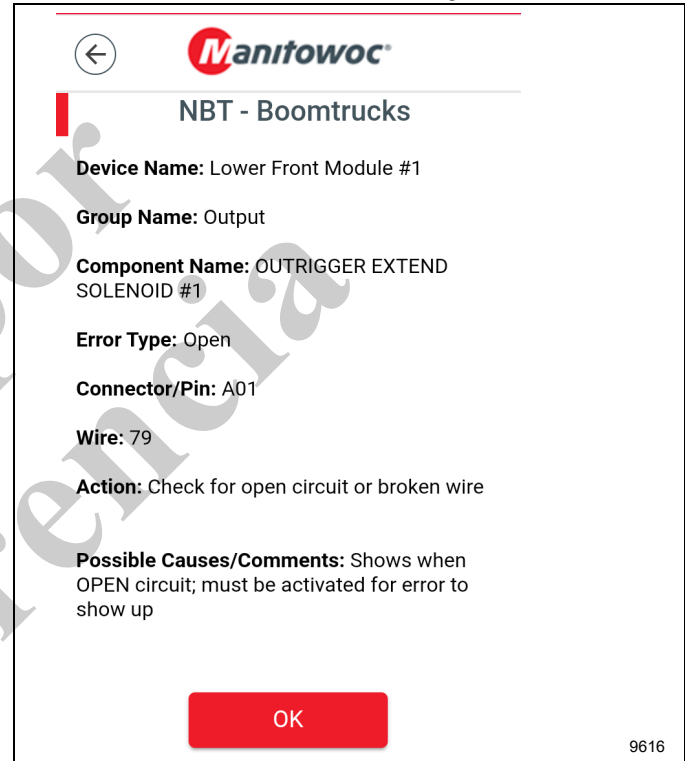 Manitowoc
NBT - Boomtrucks
Device Name: Lower Front Module #1
Group Name: Output
Component Name: OUTRIGGER EXTEND
SOLENOID #1
Error Type: Open
Connector/Pin: A01
Wire: 79
Action: Check for open circuit or broken wire
Possible Causes/Comments: Shows when
OPEN circuit; must be activated for error to
show up
OK
9616